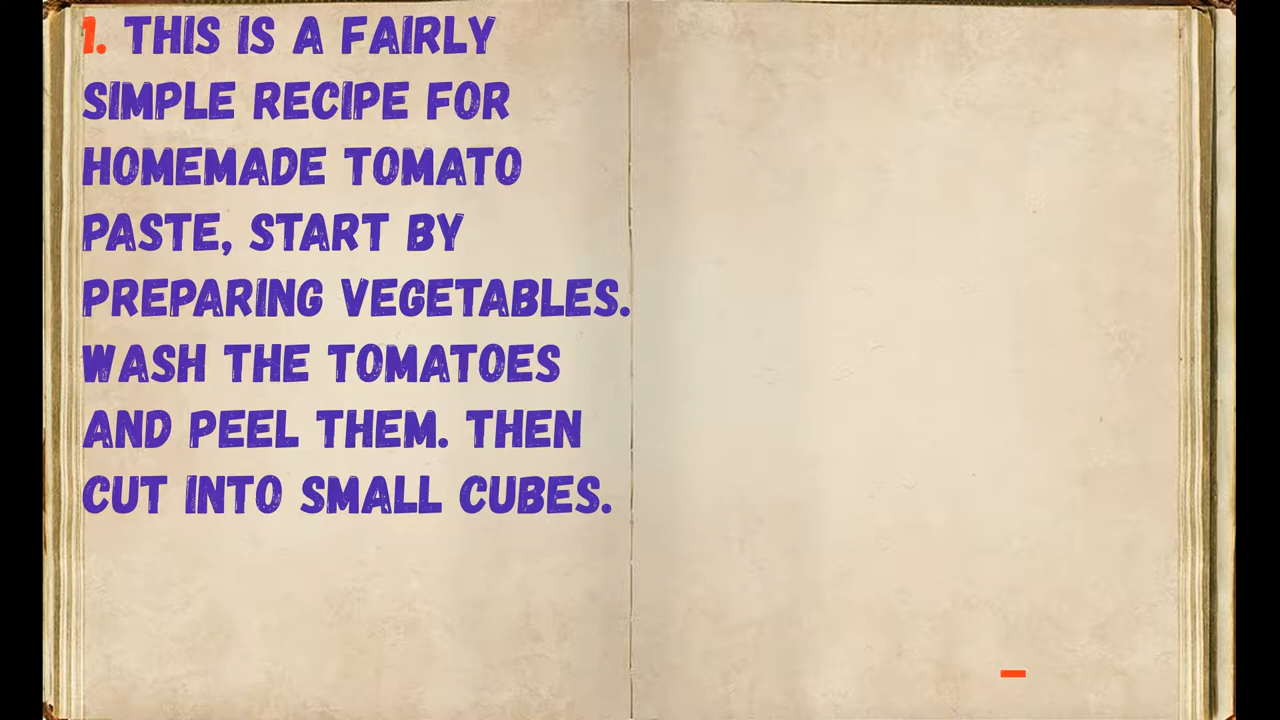 1. THIS IS A FAIRLY
SIMPLE RECIPE FOR
HOMEMADE TOMATO
PASTE, START BY
PREPARING VEGETABLES.
WASH THE TOMATOES
AND PEEL THEM. THEN
CUT INTO SMALL CUBES.